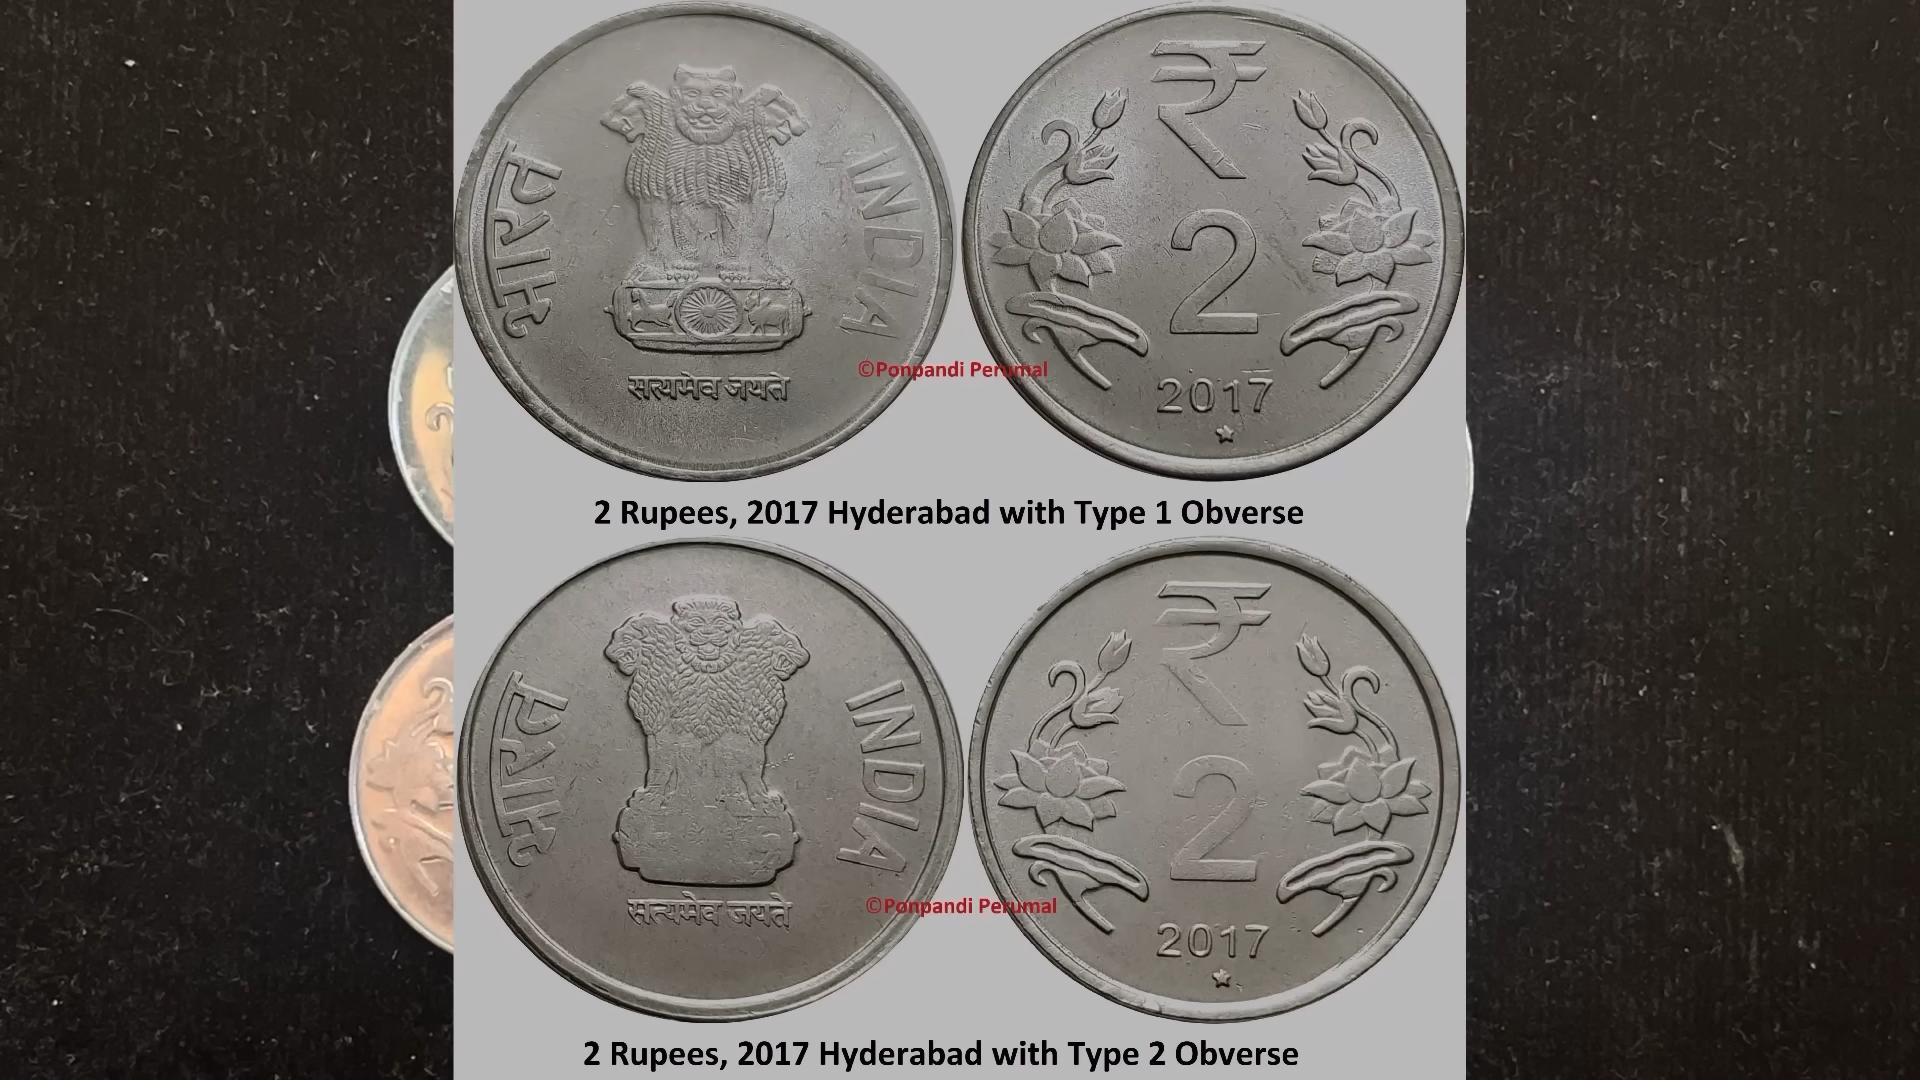 भारत
INDIA
सत्यमेव जयते
₹
2
2017
©Ponpandi Perumal
2 Rupees, 2017 Hyderabad with Type 1 Obverse
भारत
INDIA
सत्यमेव जयते
₹
2
2017
©Ponpandi Perumal
2 Rupees, 2017 Hyderabad with Type 2 Obverse